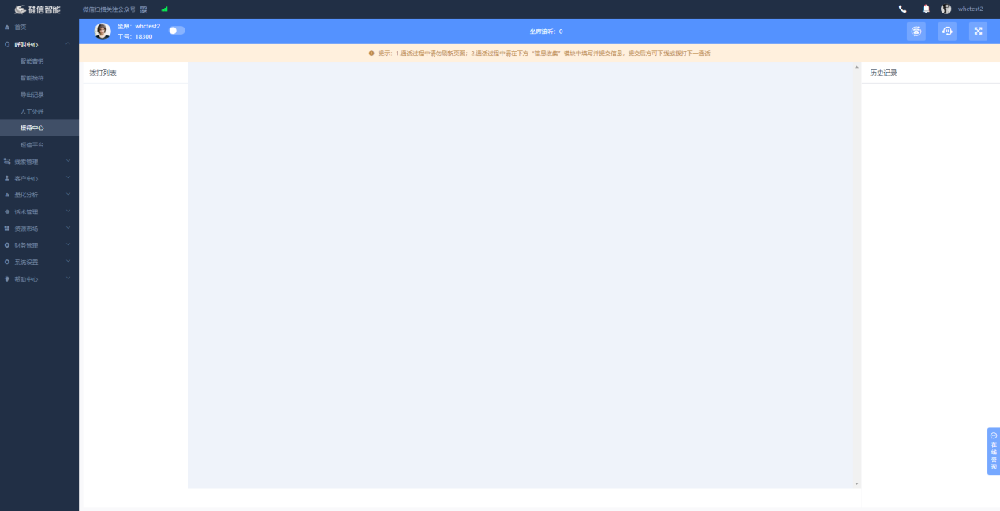 硅信智能
微信扫描关注公众号
whctest2
首页
呼叫中心
智能营销
智能接待
导出记录
人工外呼
接待中心
短信平台
线索管理
客户中心
量化分析
话术管理
资源市场
财务管理
系统设置
帮助中心
坐席：whctest2
工号：18300
坐席接听：0
提示：1.通话过程中请勿刷新页面；2.通话过程中请在下方“信息收集”模块中填写并提交信息，提交后方可下线或拨打下一通话
拨打列表
历史记录
在线咨询